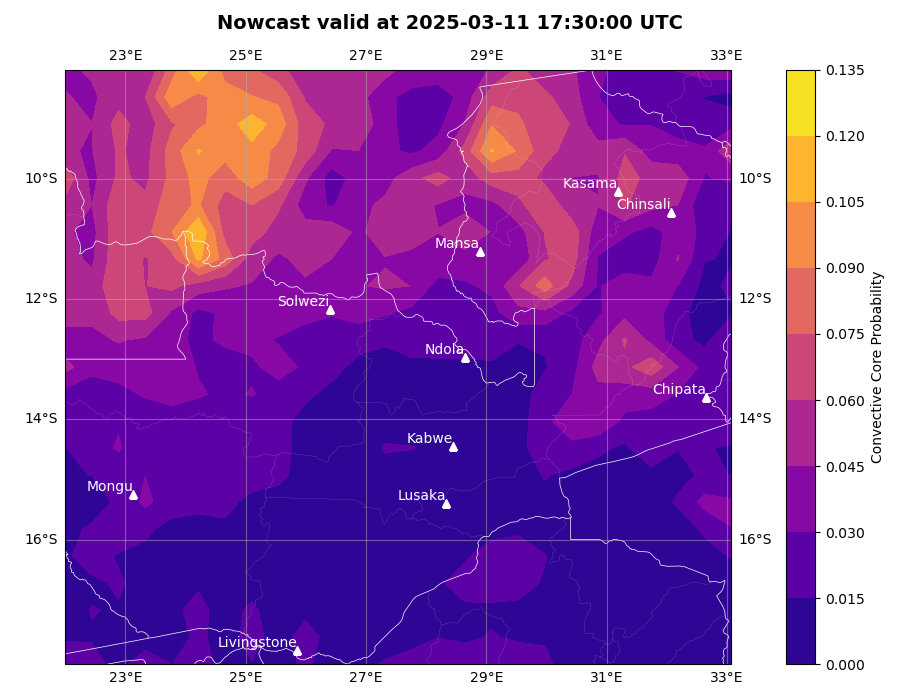 Nowcast valid at 2025-03-11 17:30:00 UTC
23°E 25°E 27°E 29°E 31°E 33°E
0.135
0.120
0.105
0.090
0.075
0.060
0.045
0.030
0.015
0.000
Convective Core Probability
10°S 10°S
12°S 12°S
14°S 14°S
16°S 16°S
Kasama
Chinsali
Mansa
Solwezi
Ndola
Chipata
Kabwe
Mongu
Lusaka
Livingstone
23°E 25°E 27°E 29°E 31°E 33°E